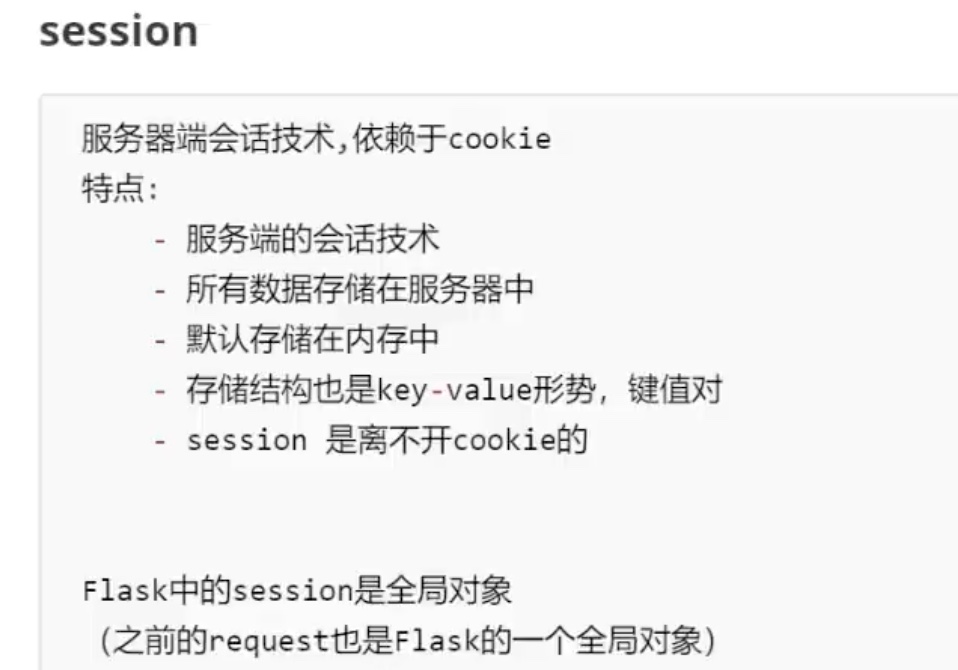 session
服务器端会话技术,依赖于cookie
特点:
- 服务端的会话技术
- 所有数据存储在服务器中
- 默认存储在内存中
- 存储结构也是key-value形势，键值对
- session 是离不开cookie的
Flask中的session是全局对象
（之前的request也是Flask的一个全局对象）